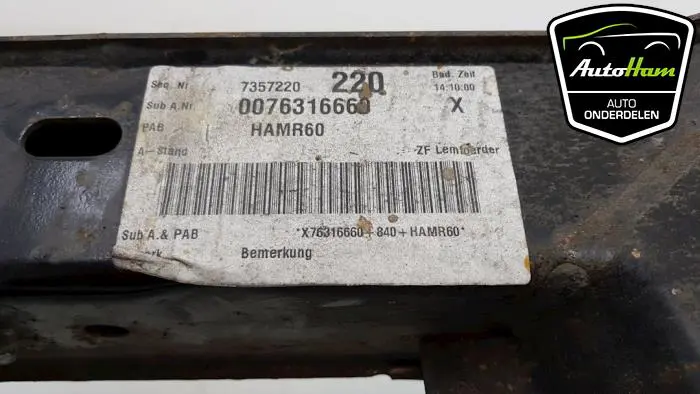 Seq. Nr 7357220 220 Bad. Zeit
14.10:00
Sub A.Nr. 0076316660 X
PAB HAMR60
A-Stand ZF Lemförder
*X76316660+840+HAMR60*
Sub A.& PAB
Bemerkung
AutoHam
AUTO
ONDERDELEN